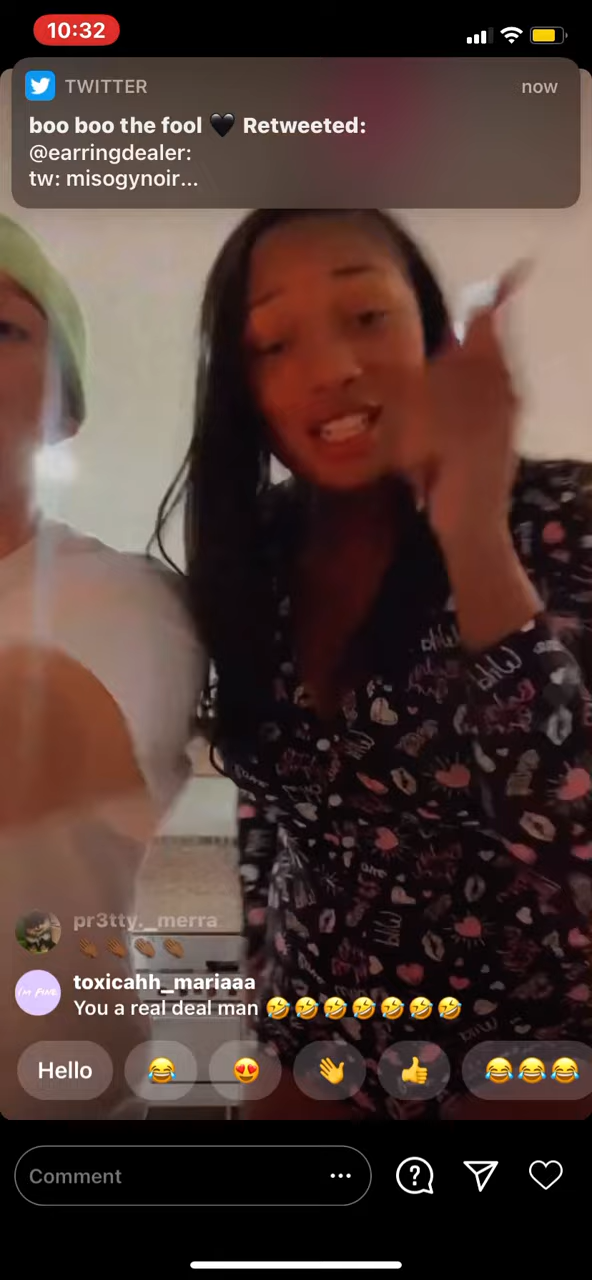 10:32
TWITTER
now
boo boo the fool 🖤 Retweeted:
@earringdealer:
tw: misogynoir...
pr3tty._merra
👏🏾👏🏾👏🏾👏🏾
toxicahh_mariaaa
You a real deal man 🤣🤣🤣🤣🤣🤣🤣
Hello 😂 😍 👋 👍 😂😂😂
Comment